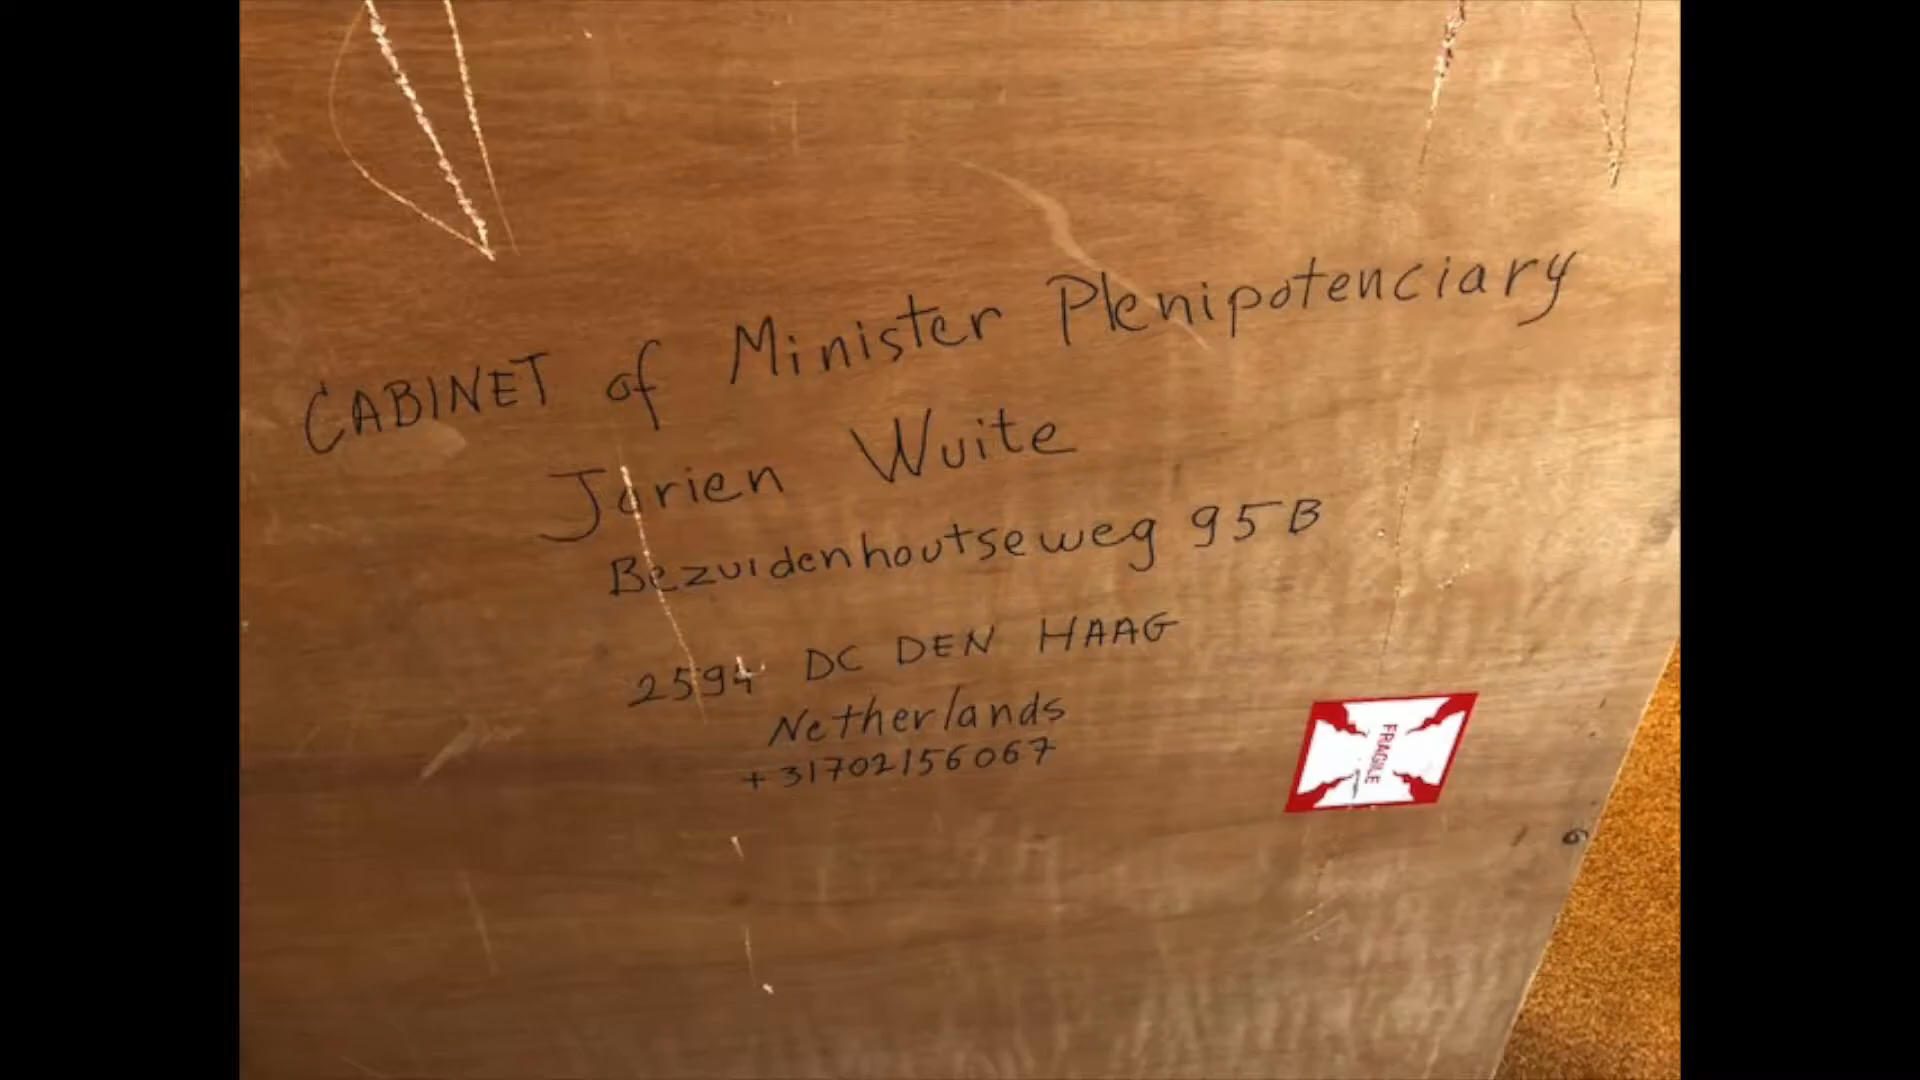 CABINET of Minister Plenipotenciary
Jorien Wuite
Bezuidenhoutseweg 95B
2594 DC DEN HAAG
Netherlands
+31702156067
FRAGILE